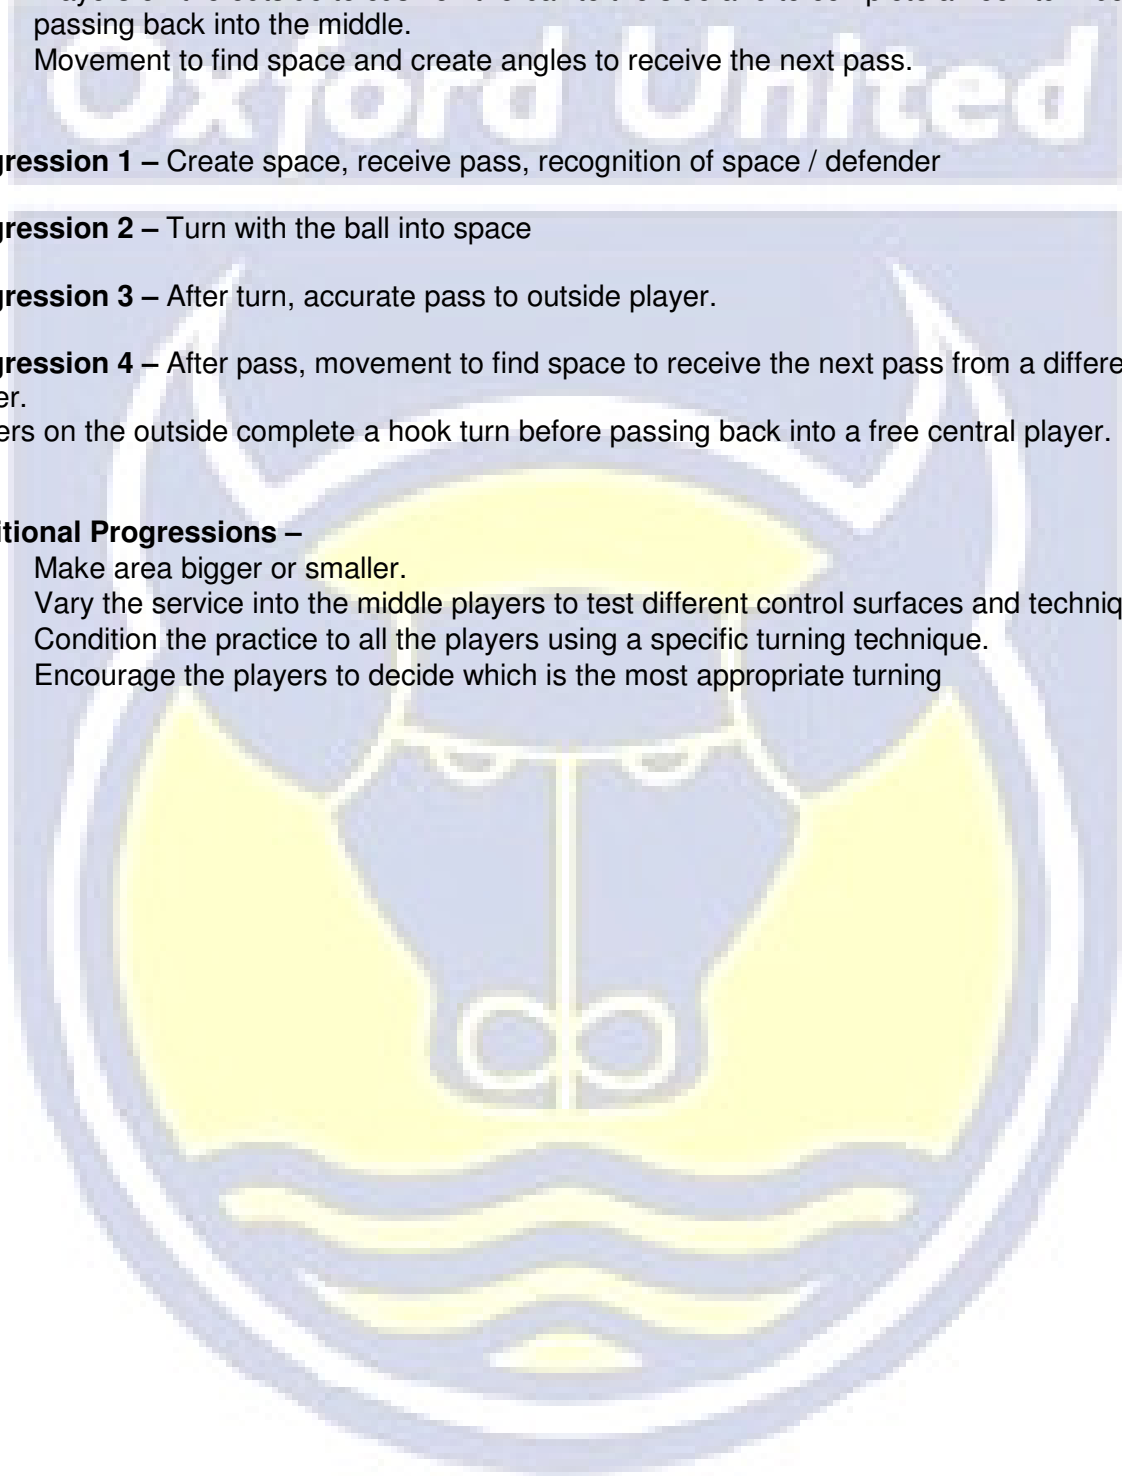 passing back into the middle.
Movement to find space and create angles to receive the next pass.
Oxford United
gression 1 – Create space, receive pass, recognition of space / defender
gression 2 – Turn with the ball into space
gression 3 – After turn, accurate pass to outside player.
gression 4 – After pass, movement to find space to receive the next pass from a differe
er.
ers on the outside complete a hook turn before passing back into a free central player.
itional Progressions –
Make area bigger or smaller.
Vary the service into the middle players to test different control surfaces and techniq
Condition the practice to all the players using a specific turning technique.
Encourage the players to decide which is the most appropriate turning